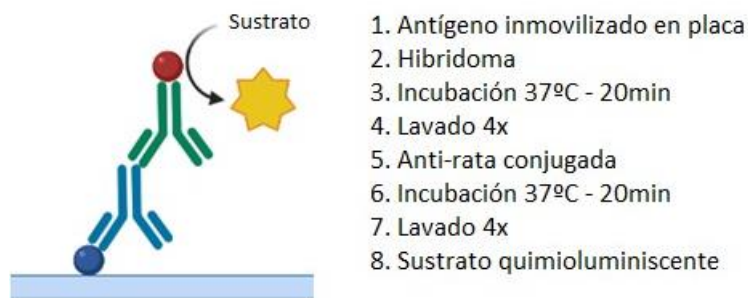 Sustrato
1. Antígeno inmovilizado en placa
2. Hibridoma
3. Incubación 37ºC - 20min
4. Lavado 4x
5. Anti-rata conjugada
6. Incubación 37ºC - 20min
7. Lavado 4x
8. Sustrato quimioluminiscente